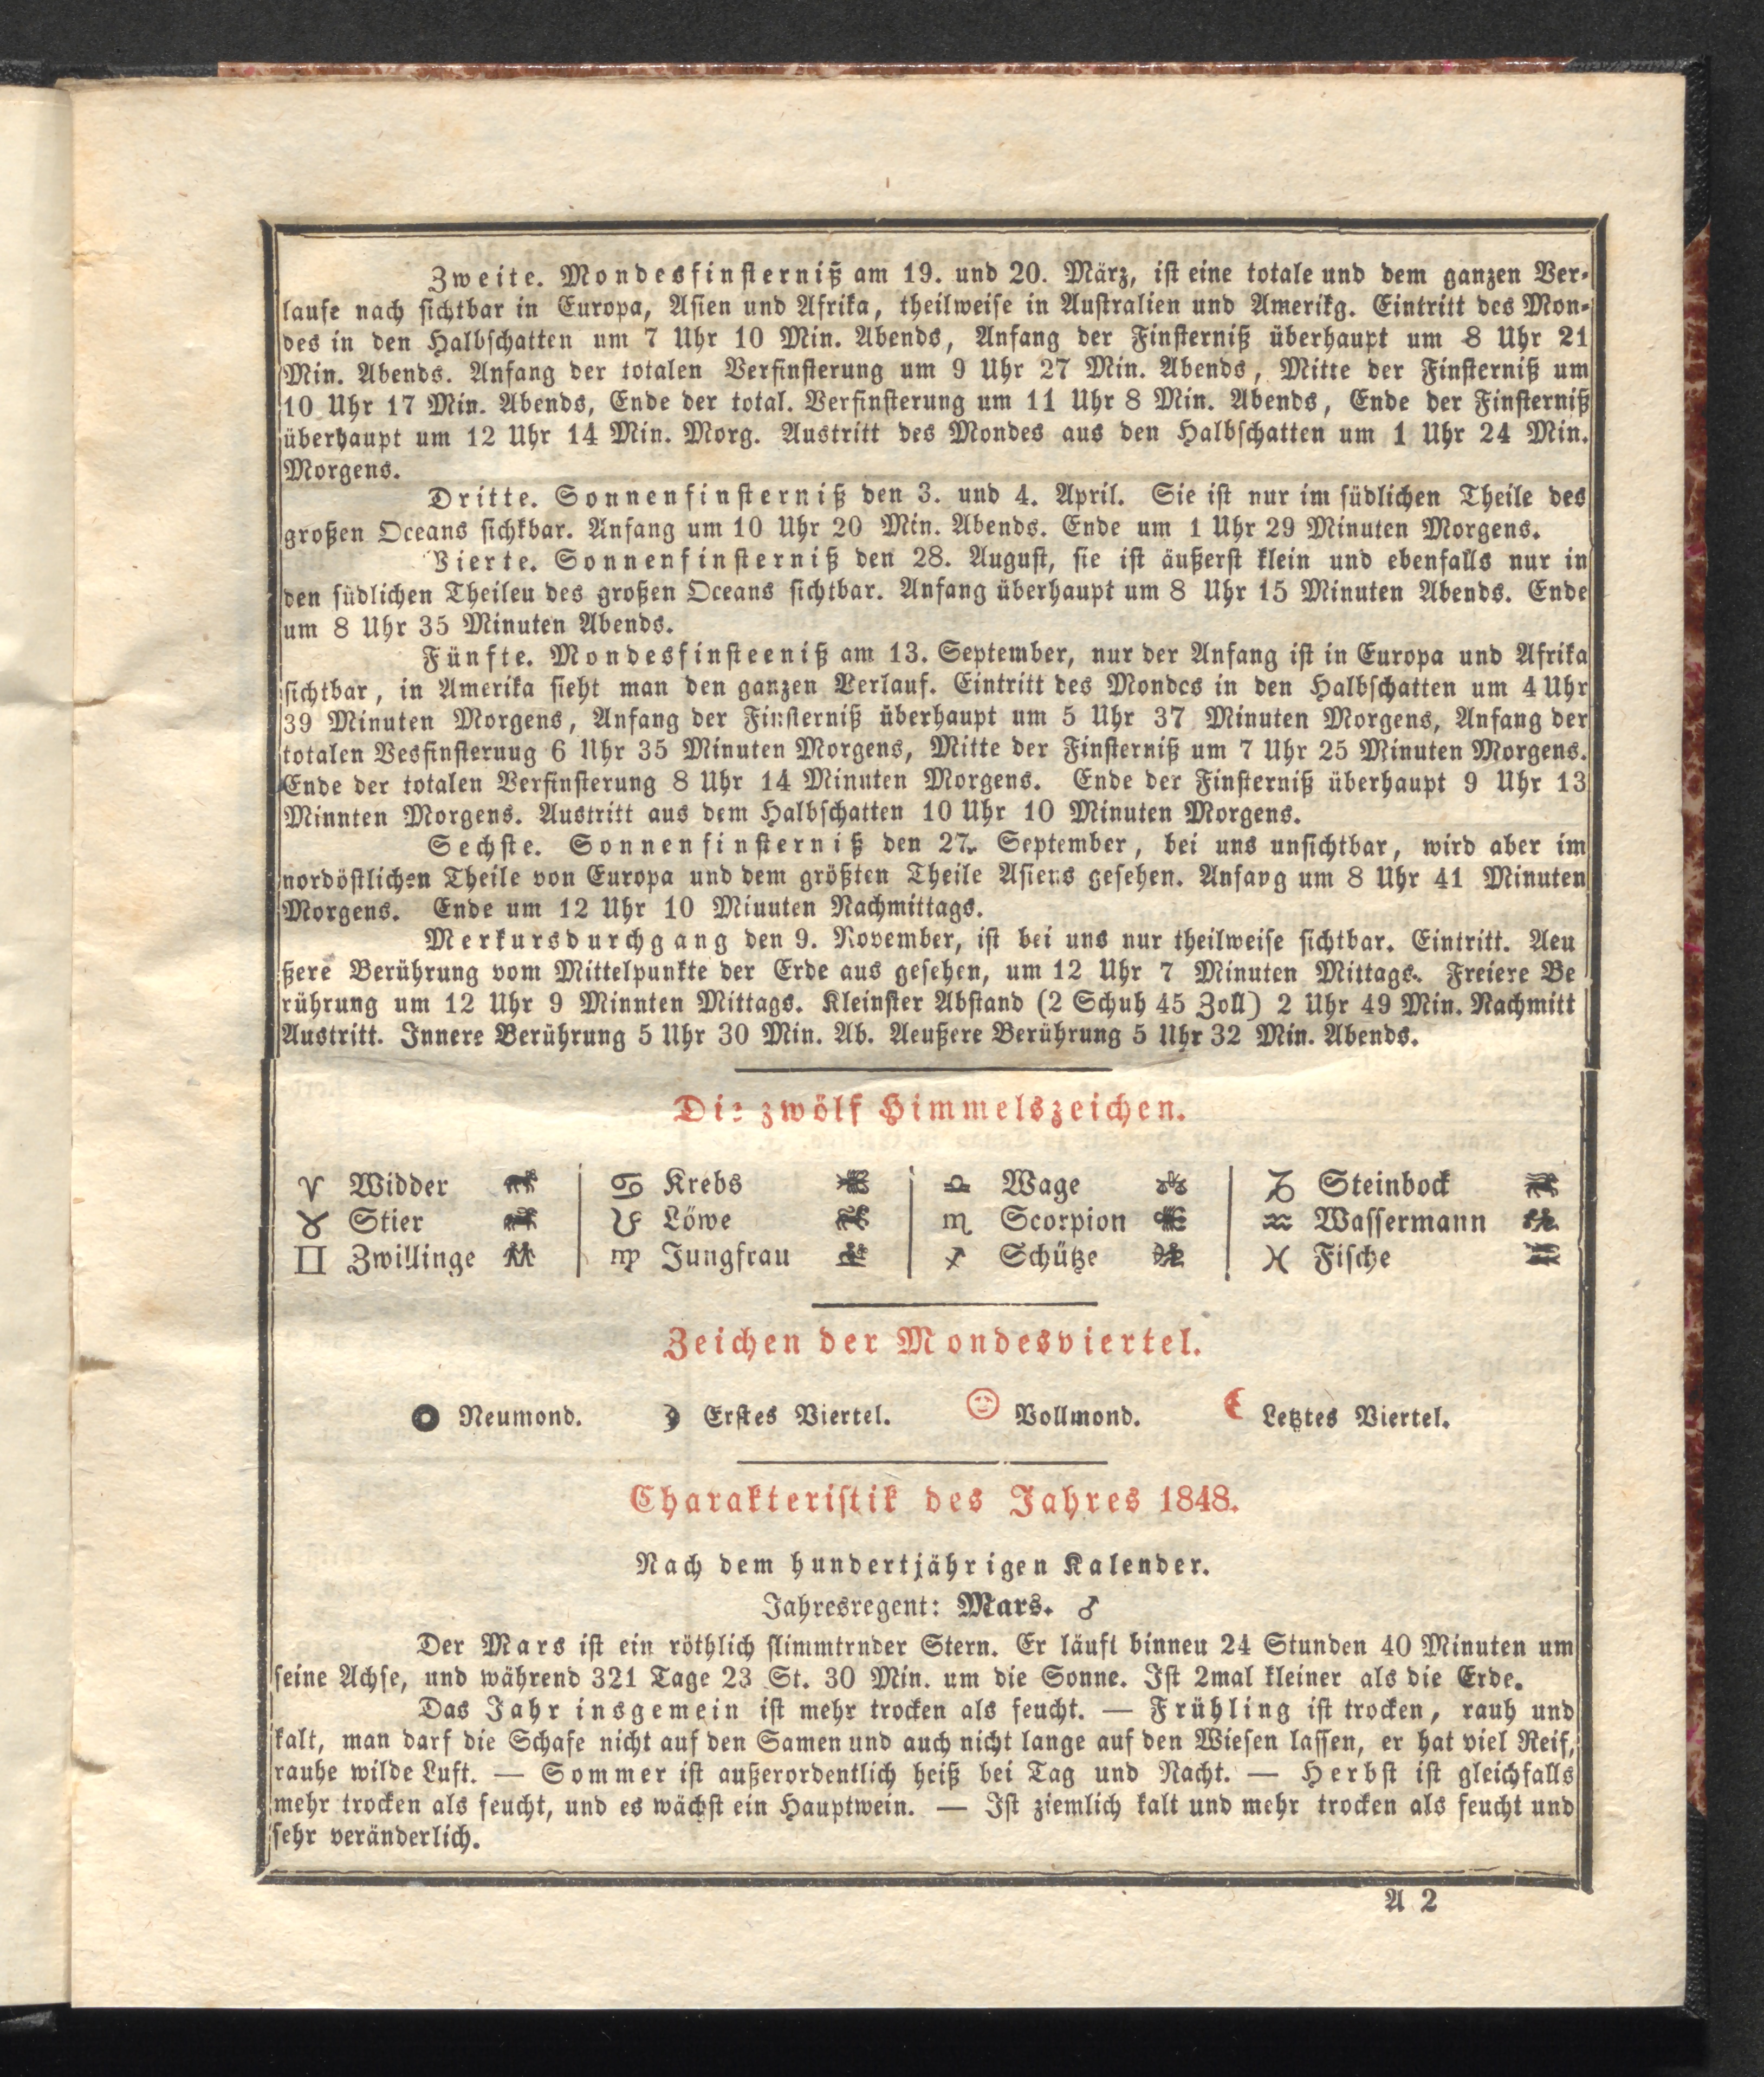 Zweite. Mondesfinsterniß am 19. und 20. März, ist eine totale und dem ganzen Ver-
laufe nach sichtbar in Europa, Asien und Afrika, theilweise in Australien und Amerikg. Eintritt des Mon-
des in den Halbschatten um 7 Uhr 10 Min. Abends, Anfang der Finsterniß überhaupt um 8 Uhr 21
Min. Abends. Anfang der totalen Verfinsterung um 9 Uhr 27 Min. Abends, Mitte der Finsterniß um
10 Uhr 17 Min. Abends, Ende der total. Verfinsterung um 11 Uhr 8 Min. Abends, Ende der Finsterniß
überhaupt um 12 Uhr 14 Min. Morg. Austritt des Mondes aus den Halbschatten um 1 Uhr 24 Min.
Morgens.
Dritte. Sonnenfinsterniß den 3. und 4. April. Sie ist nur im südlichen Theile des
großen Oceans sichkbar. Anfang um 10 Uhr 20 Min. Abends. Ende um 1 Uhr 29 Minuten Morgens.
Vierte. Sonnenfinsterniß den 28. August, sie ist äußerst klein und ebenfalls nur in
den südlichen Theileu des großen Oceans sichtbar. Anfang überhaupt um 8 Uhr 15 Minuten Abends. Ende
um 8 Uhr 35 Minuten Abends.
Fünfte. Mondesfinsteeniß am 13. September, nur der Anfang ist in Europa und Afrika
sichtbar, in Amerika sieht man den ganzen Verlauf. Eintritt des Mondcs in den Halbschatten um 4 Uhr
39 Minuten Morgens, Anfang der Finsterniß überhaupt um 5 Uhr 37 Minuten Morgens, Anfang der
totalen Vesfinsteruug 6 Uhr 35 Minuten Morgens, Mitte der Finsterniß um 7 Uhr 25 Minuten Morgens.
Ende der totalen Verfinsterung 8 Uhr 14 Minuten Morgens. Ende der Finsterniß überhaupt 9 Uhr 13
Minnten Morgens. Austritt aus dem Halbschatten 10 Uhr 10 Minuten Morgens.
Sechste. Sonnenfinsterniß den 27. September, bei uns unsichtbar, wird aber im
nordöstlichen Theile von Europa und dem größten Theile Asiens gesehen. Anfavg um 8 Uhr 41 Minuten
Morgens. Ende um 12 Uhr 10 Miuuten Nachmittags.
Merkursdurchgang den 9. November, ist bei uns nur theilweise sichtbar. Eintritt. Aeu
ßere Berührung vom Mittelpunkte der Erde aus gesehen, um 12 Uhr 7 Minuten Mittags. Freiere Be
rührung um 12 Uhr 9 Minnten Mittags. Kleinster Abstand (2 Schuh 45 Zoll) 2 Uhr 49 Min. Nachmitt
Austritt. Innere Berührung 5 Uhr 30 Min. Ab. Aeußere Berührung 5 Uhr 32 Min. Abends.
Die zwölf Himmelszeichen.
♈ Widder ♋ Krebs ♎ Wage ♑ Steinbock
♉ Stier ♌ Löwe ♏ Scorpion ♒ Wassermann
♊ Zwillinge ♍ Jungfrau ♐ Schütze ♓ Fische
Zeichen der Mondesviertel.
Neumond. Erstes Viertel. Vollmond. Letztes Viertel.
Charakteristik des Jahres 1848.
Nach dem hundertjährigen Kalender.
Jahresregent: Mars. ♂
Der Mars ist ein röthlich slimmtrnder Stern. Er läuft binneu 24 Stunden 40 Minuten um
seine Achse, und während 321 Tage 23 St. 30 Min. um die Sonne. Ist 2mal kleiner als die Erde.
Das Jahr insgemein ist mehr trocken als feucht. — Frühling ist trocken, rauh und
kalt, man darf die Schafe nicht auf den Samen und auch nicht lange auf den Wiesen lassen, er hat viel Reif,
rauhe wilde Luft. — Sommer ist außerordentlich heiß bei Tag und Nacht. — Herbst ist gleichfalls
mehr trocken als feucht, und es wächst ein Hauptwein. — Ist ziemlich kalt und mehr trocken als feucht und
sehr veränderlich.
A 2